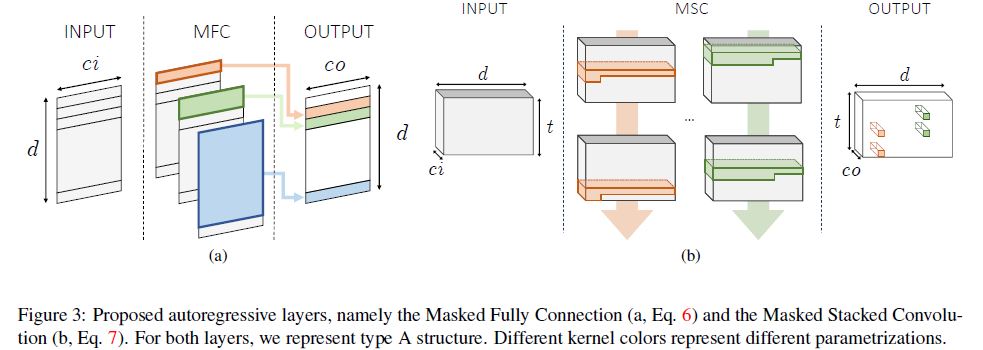 INPUT
MFC
OUTPUT
ci
co
d
d
(a)
INPUT
MSC
OUTPUT
d
t
ci
...
d
t
co
(b)
Figure 3: Proposed autoregressive layers, namely the Masked Fully Connection (a, Eq. 6) and the Masked Stacked Convolu-
tion (b, Eq. 7). For both layers, we represent type A structure. Different kernel colors represent different parametrizations.